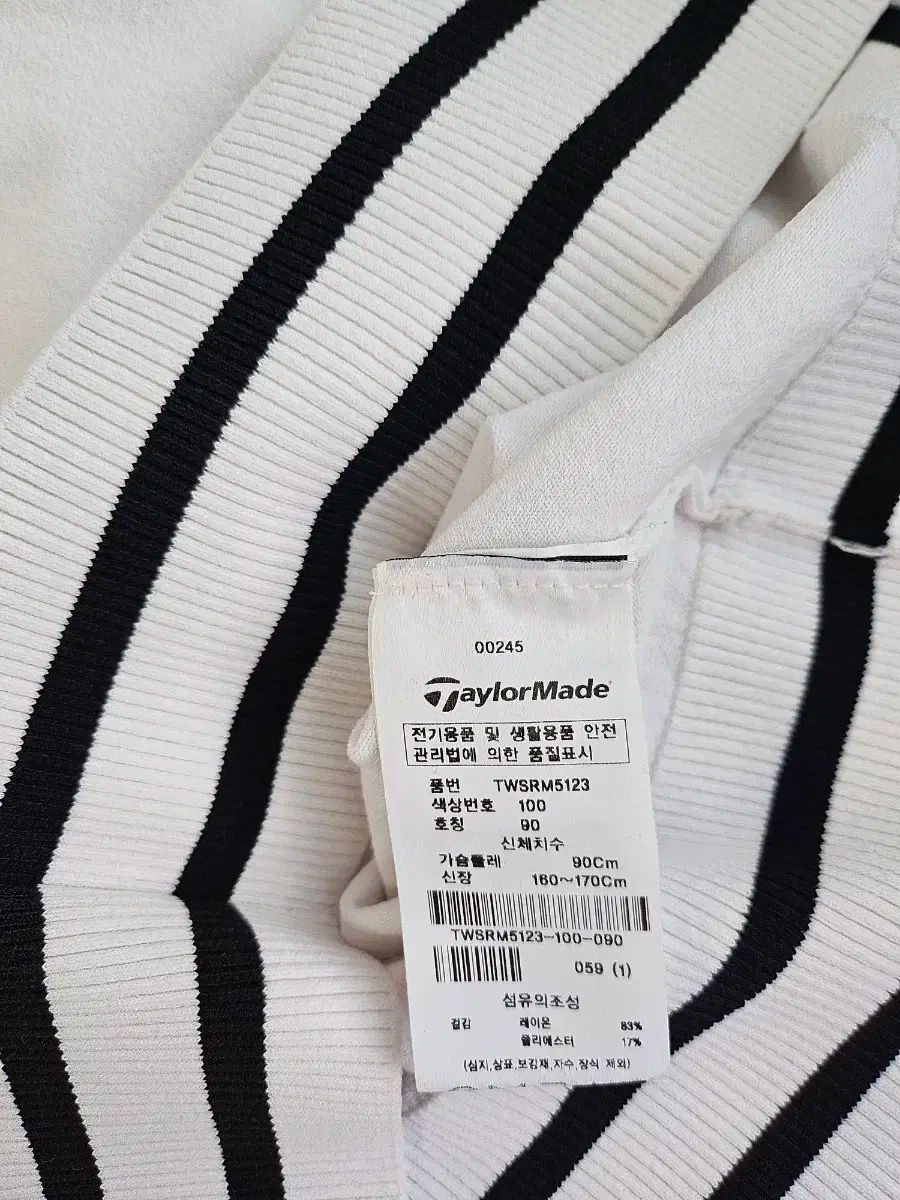 00245
TaylorMade
전기용품 및 생활용품 안전
관리법에 의한 품질표시
품번 TWSRM5123
색상번호 100
호칭 90
신체치수
가슴둘레 90Cm
신장 160~170Cm
TWSRM5123-100-090
059 (1)
섬유의조성
겉감 레이온 83%
폴리에스터 17%
(심지,상표,보강재,자수,장식 제외)